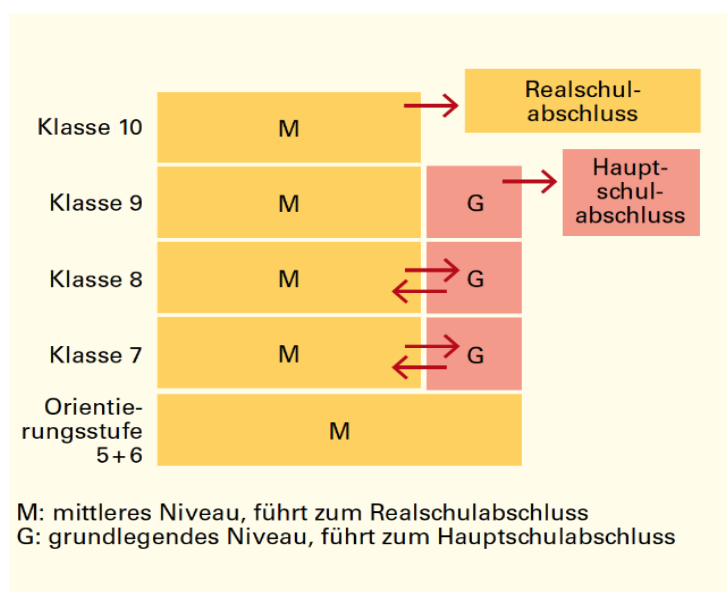 Realschul-
abschluss
Klasse 10
M
Haupt-
schul-
abschluss
Klasse 9
M
G
Klasse 8
M
G
Klasse 7
M
G
Orientie-
rungsstufe
5 + 6
M
M: mittleres Niveau, führt zum Realschulabschluss
G: grundlegendes Niveau, führt zum Hauptschulabschluss